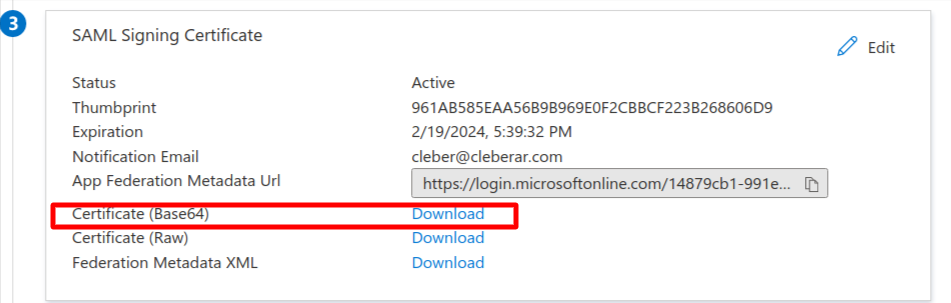 3
SAML Signing Certificate
Edit
Status Active
Thumbprint 961AB585EAA56B9B969E0F2CBBCF223B268606D9
Expiration 2/19/2024, 5:39:32 PM
Notification Email cleber@cleberar.com
App Federation Metadata Url https://login.microsoftonline.com/14879cb1-991e...
Certificate (Base64) Download
Certificate (Raw) Download
Federation Metadata XML Download